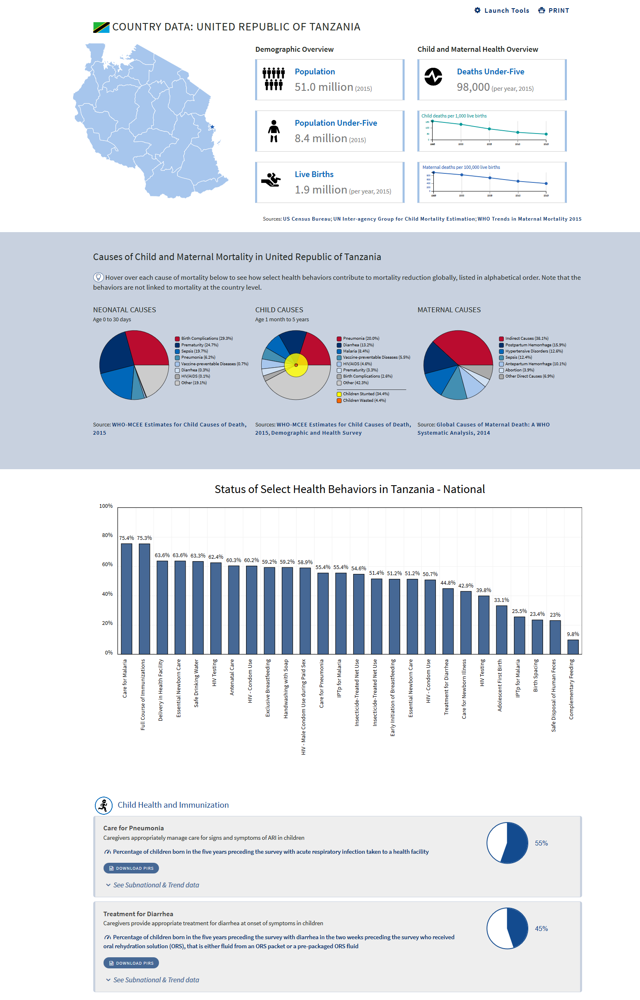 Launch Tools PRINT
COUNTRY DATA: UNITED REPUBLIC OF TANZANIA
Demographic Overview
Population
51.0 million (2015)
Population Under-Five
8.4 million (2015)
Live Births
1.9 million (per year, 2015)
Child and Maternal Health Overview
Deaths Under-Five
98,000 (per year, 2015)
Child deaths per 1,000 live births
150
100
50
0
1995 2000 2005 2010 2015
Maternal deaths per 100,000 live births
800
600
400
200
0
1995 2000 2005 2010 2015
Sources: US Census Bureau; UN Inter-agency Group for Child Mortality Estimation; WHO Trends in Maternal Mortality 2015
Causes of Child and Maternal Mortality in United Republic of Tanzania
Hover over each cause of mortality below to see how select health behaviors contribute to mortality reduction globally, listed in alphabetical order. Note that the
behaviors are not linked to mortality at the country level.
NEONATAL CAUSES
Age 0 to 30 days
Birth Complications (29.3%)
Prematurity (24.7%)
Sepsis (19.7%)
Pneumonia (6.2%)
Vaccine-preventable Diseases (0.7%)
Diarrhea (0.3%)
HIV/AIDS (0.1%)
Other (19.1%)
Source: WHO-MCEE Estimates for Child Causes of Death,
2015
CHILD CAUSES
Age 1 month to 5 years
Pneumonia (20.0%)
Diarrhea (13.2%)
Malaria (8.4%)
Vaccine-preventable Diseases (5.5%)
HIV/AIDS (4.6%)
Prematurity (3.3%)
Birth Complications (2.6%)
Other (42.3%)
Children Stunted (34.4%)
Children Wasted (4.4%)
Sources: WHO-MCEE Estimates for Child Causes of Death,
2015, Demographic and Health Survey
MATERNAL CAUSES
Indirect Causes (38.1%)
Postpartum Hemorrhage (15.9%)
Hypertensive Disorders (12.6%)
Sepsis (12.4%)
Antepartum Hemorrhage (10.1%)
Abortion (3.9%)
Other Direct Causes (6.9%)
Source: Global Causes of Maternal Death: A WHO
Systematic Analysis, 2014
Status of Select Health Behaviors in Tanzania - National
100%
80%
60%
40%
20%
0%
75.4% 75.3% 63.6% 63.6% 63.3% 62.4% 60.3% 60.2% 59.2% 59.2% 58.9% 55.4% 55.4% 54.6% 51.4% 51.2% 51.2% 50.7% 44.8% 42.9% 39.8% 33.1% 25.5% 23.4% 23% 9.8%
Care for Malaria
Full Course of Immunizations
Delivery in Health Facility
Essential Newborn Care
Safe Drinking Water
HIV Testing
Antenatal Care
HIV - Condom Use
Exclusive Breastfeeding
Handwashing with Soap
HIV - Male Condom Use during Paid Sex
Care for Pneumonia
IPTp for Malaria
Insecticide-Treated Net Use
Insecticide-Treated Net Use
Early Initiation of Breastfeeding
Essential Newborn Care
HIV - Condom Use
Treatment for Diarrhea
Care for Newborn Illness
HIV Testing
Adolescent First Birth
IPTp for Malaria
Birth Spacing
Safe Disposal of Human Feces
Complementary Feeding
Child Health and Immunization
Care for Pneumonia
Caregivers appropriately manage care for signs and symptoms of ARI in children
Percentage of children born in the five years preceding the survey with acute respiratory infection taken to a health facility
DOWNLOAD PIRS
See Subnational & Trend data
55%
Treatment for Diarrhea
Caregivers provide appropriate treatment for diarrhea at onset of symptoms in children
Percentage of children born in the five years preceding the survey with diarrhea in the two weeks preceding the survey who received
oral rehydration solution (ORS), that is either fluid from an ORS packet or a pre-packaged ORS fluid
DOWNLOAD PIRS
See Subnational & Trend data
45%